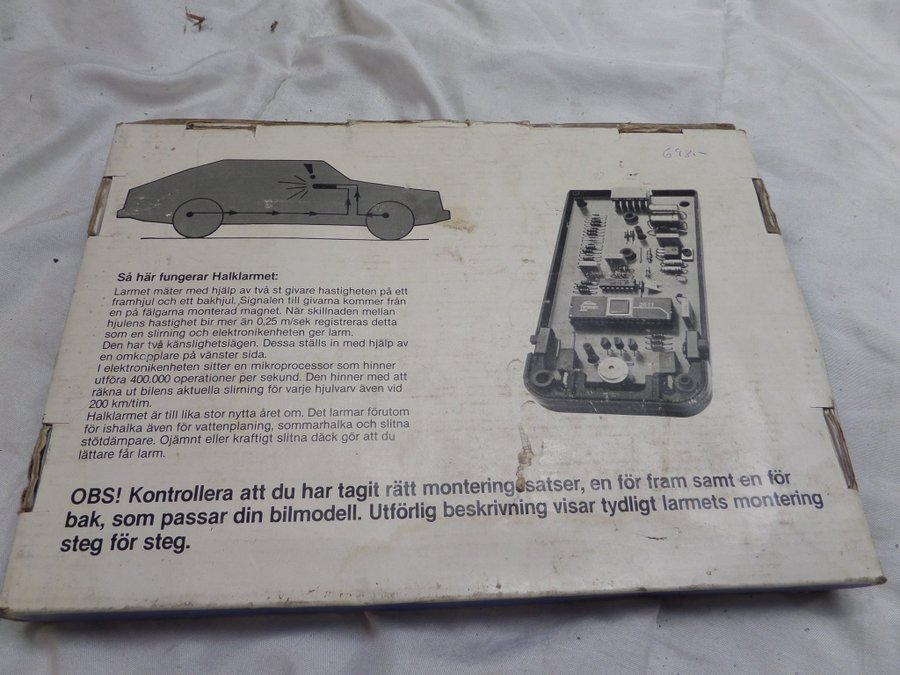 698:-
Så här fungerar Halklarmet:
Larmet mäter med hjälp av två st givare hastigheten på ett
framhjul och ett bakhjul. Signalen till givarna kommer från
en på fälgarna monterad magnet. När skillnaden mellan
hjulens hastighet bir mer än 0,25 m/sek registreras detta
som en slirning och elektronikenheten ger larm.
Den har två känslighetslägen. Dessa ställs in med hjälp av
en omkopplare på vänster sida.
I elektronikenheten sitter en mikroprocessor som hinner
utföra 400.000 operationer per sekund. Den hinner med att
räkna ut bilens aktuella slirning för varje hjulvarv även vid
200 km/tim.
Halklarmet är till lika stor nytta året om. Det larmar förutom
för ishalka även för vattenplaning, sommarhalka och slitna
stötdämpare. Ojämnt eller kraftigt slitna däck gör att du
lättare får larm.
OBS! Kontrollera att du har tagit rätt monteringssatser, en för fram samt en för
bak, som passar din bilmodell. Utförlig beskrivning visar tydligt larmets montering
steg för steg.